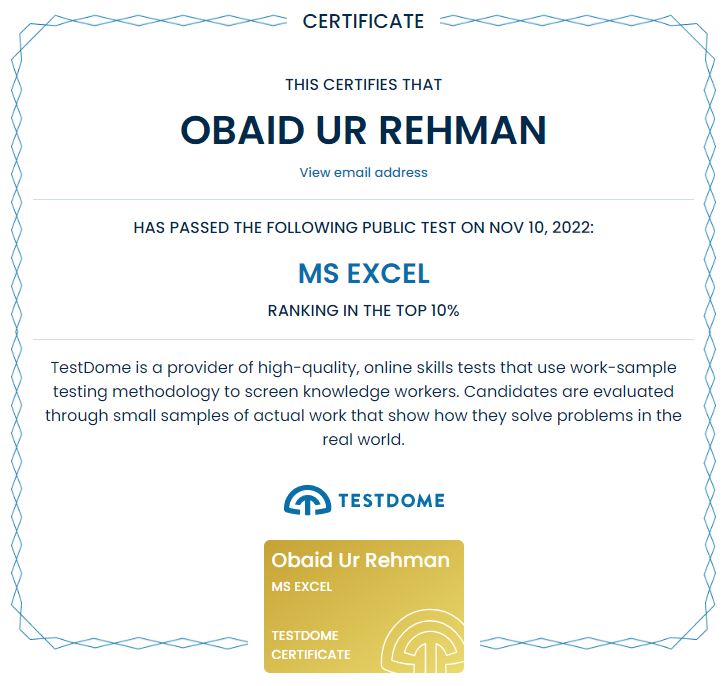 CERTIFICATE
THIS CERTIFIES THAT
OBAID UR REHMAN
View email address
HAS PASSED THE FOLLOWING PUBLIC TEST ON NOV 10, 2022:
MS EXCEL
RANKING IN THE TOP 10%
TestDome is a provider of high-quality, online skills tests that use work-sample
testing methodology to screen knowledge workers. Candidates are evaluated
through small samples of actual work that show how they solve problems in the
real world.
TESTDOME
Obaid Ur Rehman
MS EXCEL
TESTDOME
CERTIFICATE